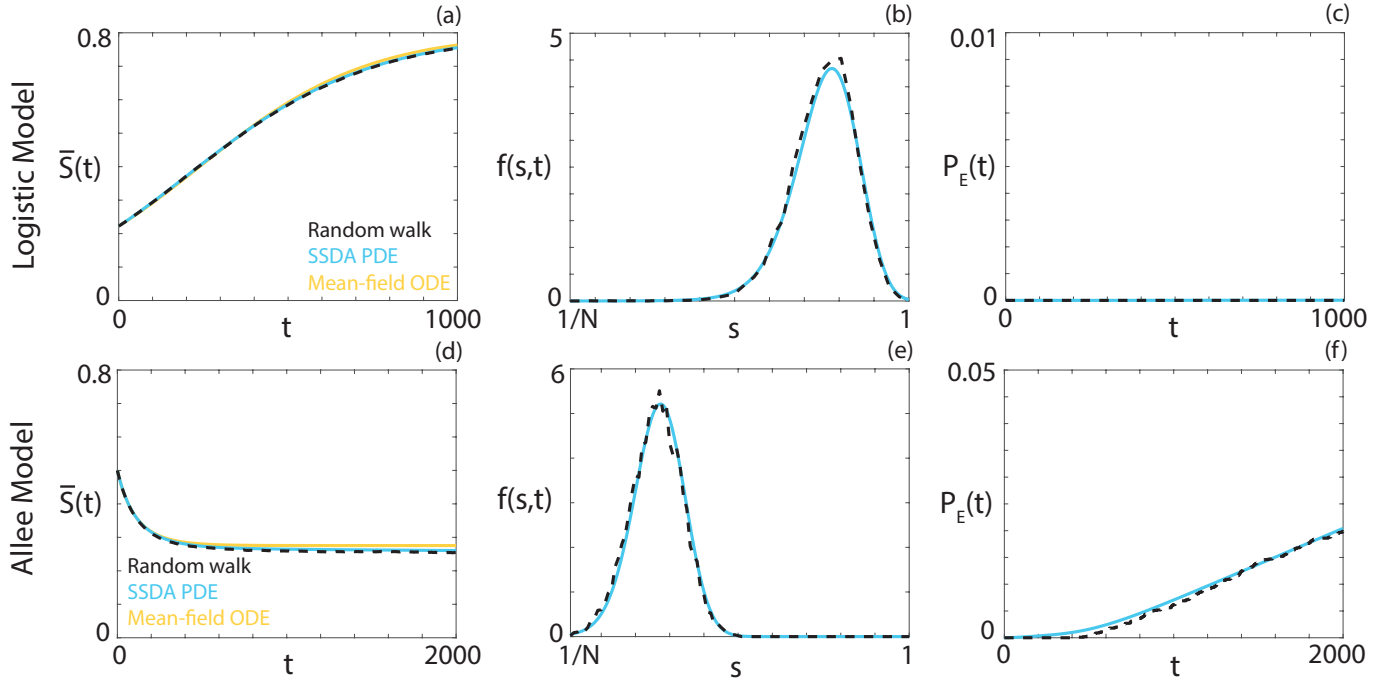 (a)
0.8
S̄(t)
0
0
t
1000
Random walk
SSDA PDE
Mean-field ODE
Logistic Model
(b)
5
f(s,t)
0
1/N
s
1
(c)
0.01
P_E(t)
0
0
t
1000
(d)
0.8
S̄(t)
0
0
t
2000
Random walk
SSDA PDE
Mean-field ODE
Allee Model
(e)
6
f(s,t)
0
1/N
s
1
(f)
0.05
P_E(t)
0
0
t
2000